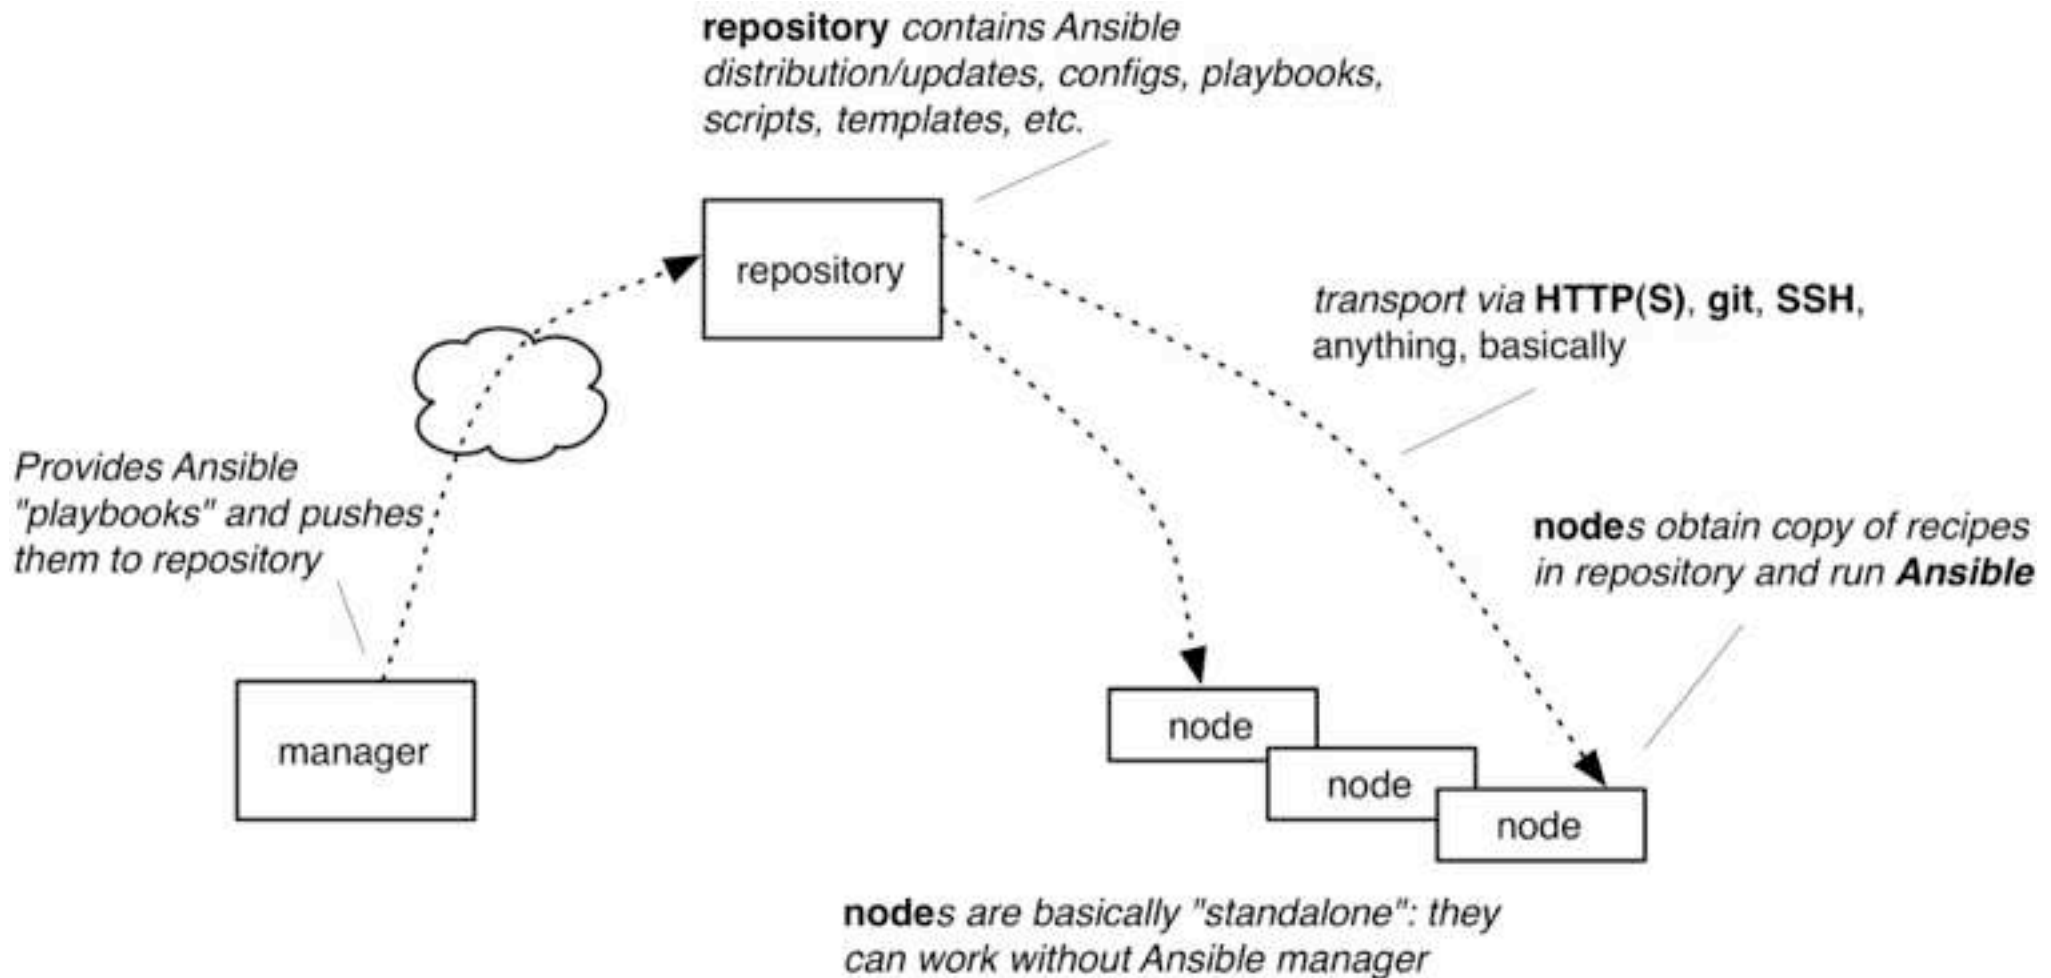 repository contains Ansible
distribution/updates, configs, playbooks,
scripts, templates, etc.
repository
transport via HTTP(S), git, SSH,
anything, basically
Provides Ansible
"playbooks" and pushes
them to repository
nodes obtain copy of recipes
in repository and run Ansible
manager
node
node
node
nodes are basically "standalone": they
can work without Ansible manager